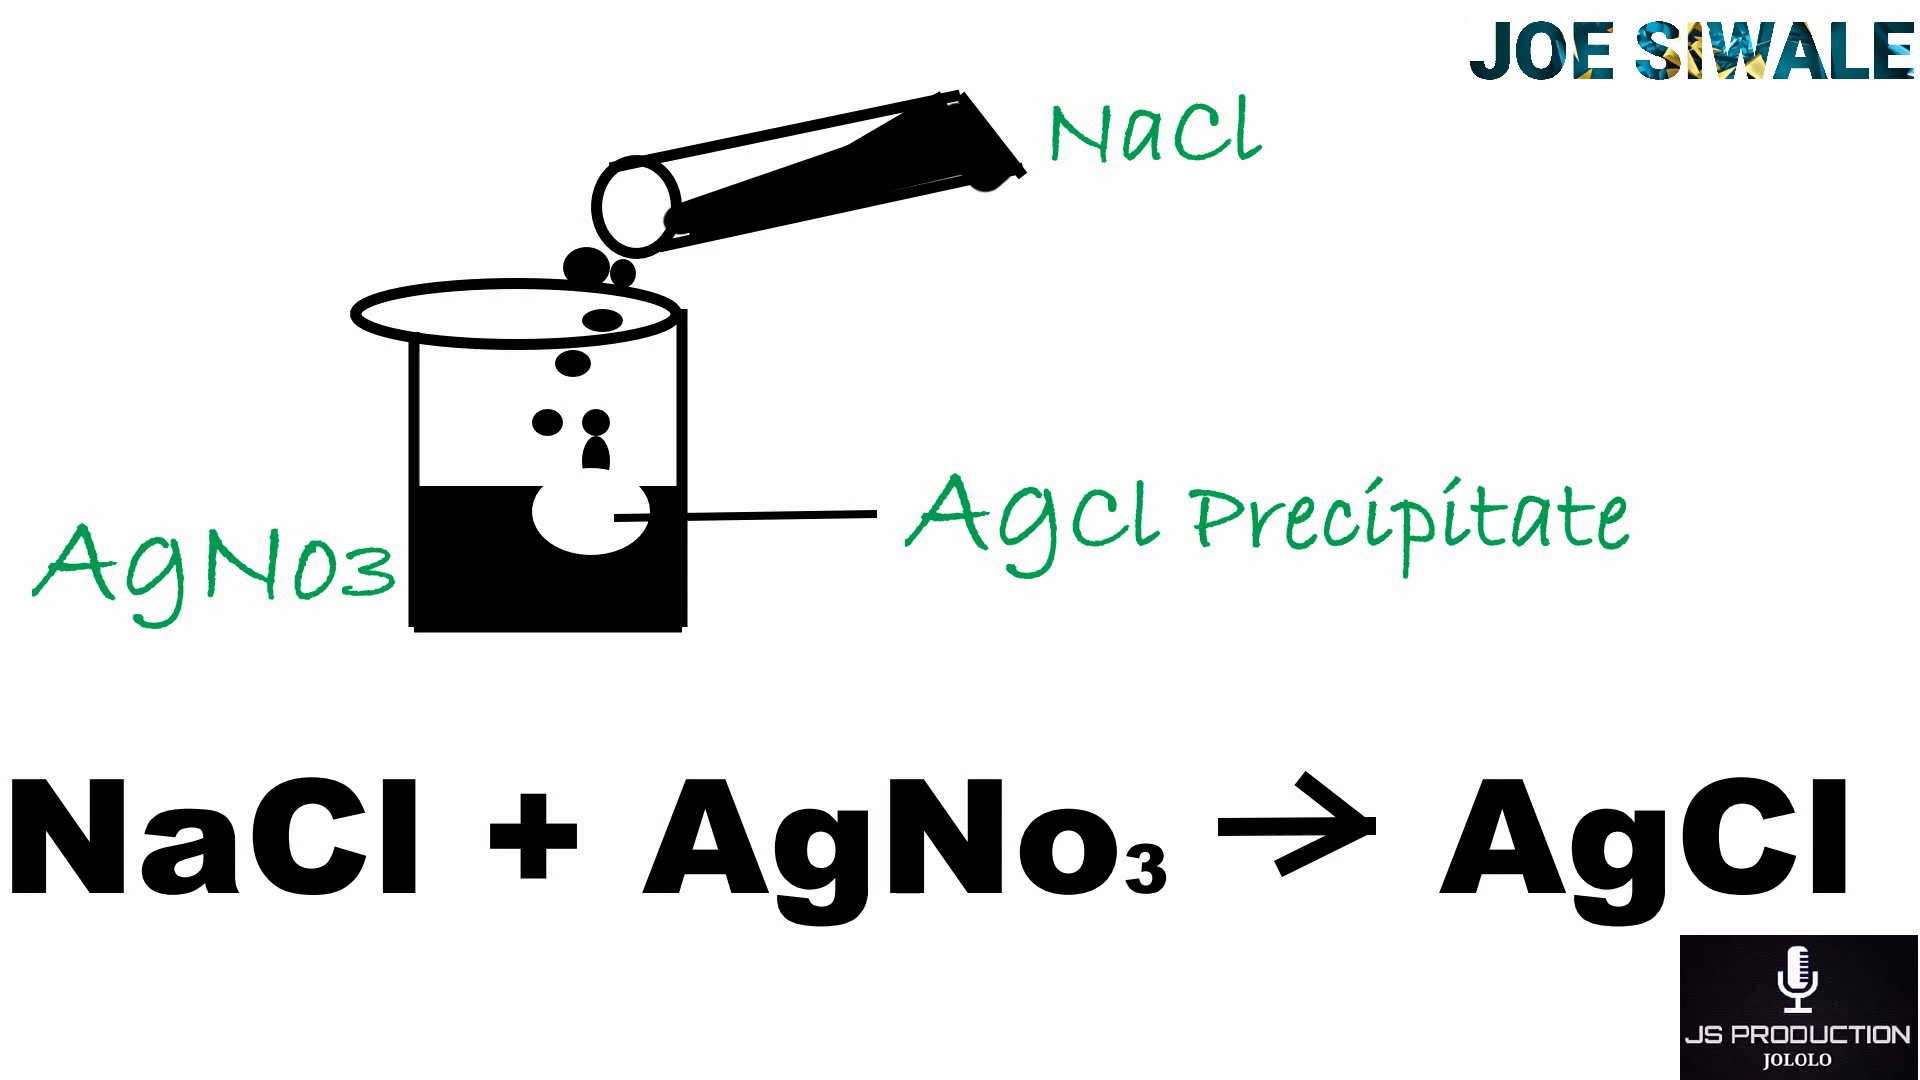 JOE SIWALE
NaCl
AgCl Precipitate
AgNo3
NaCl + AgNo₃ → AgCl
JS PRODUCTION
JOLOLO